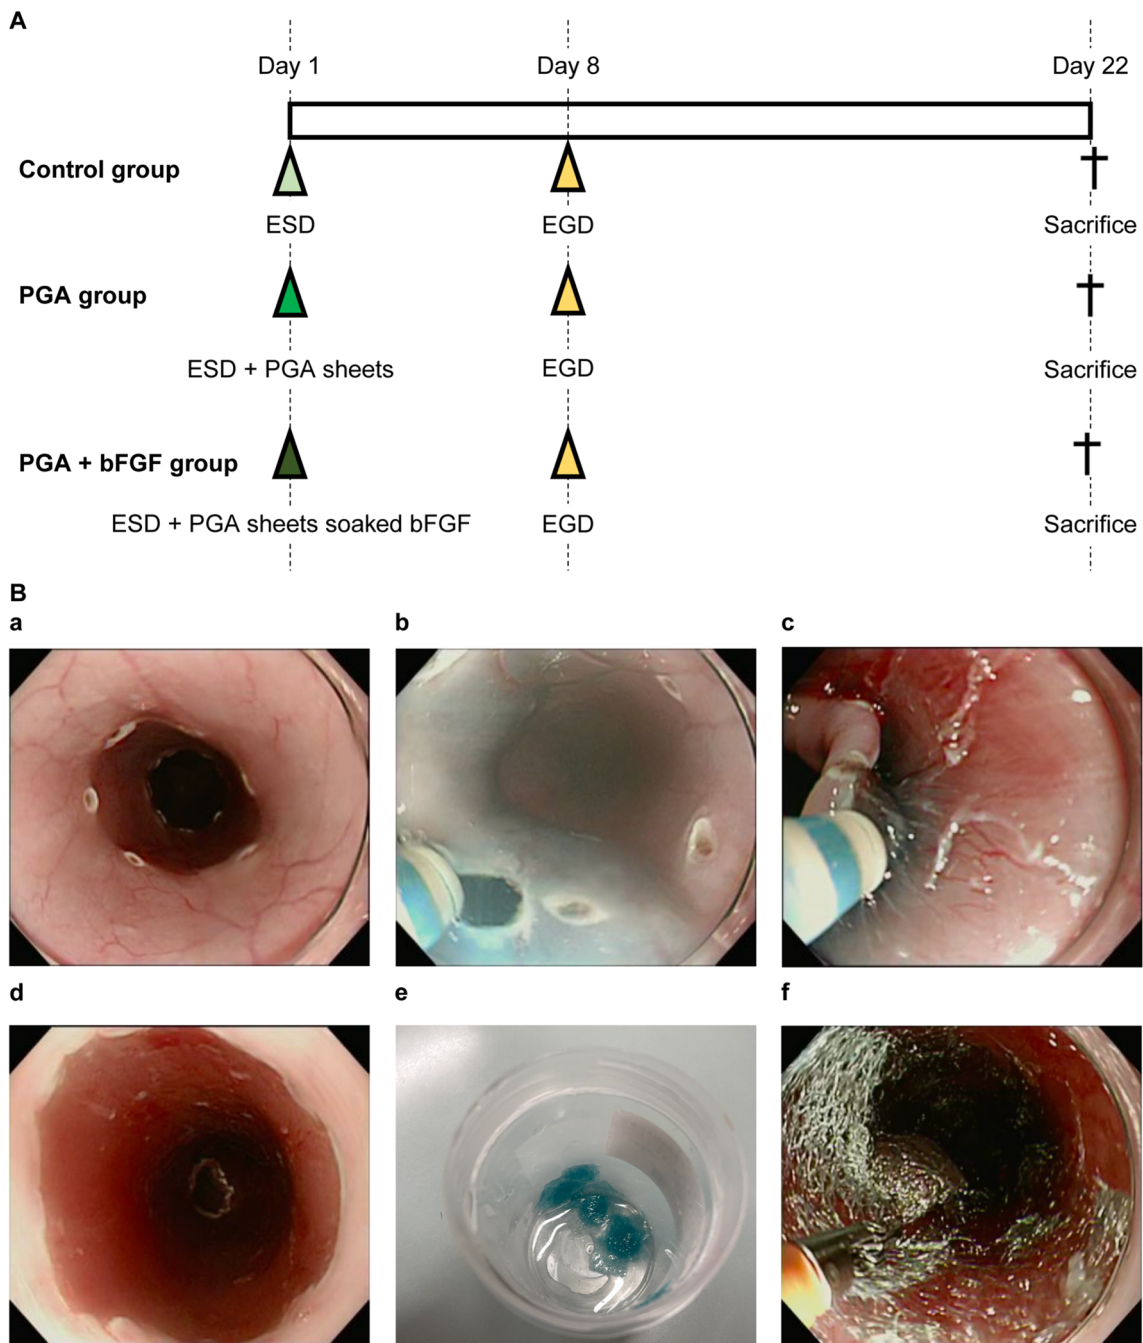 A
Day 1 Day 8 Day 22
Control group
ESD EGD Sacrifice
PGA group
ESD + PGA sheets EGD Sacrifice
PGA + bFGF group
ESD + PGA sheets soaked bFGF EGD Sacrifice
B
a b c
d e f